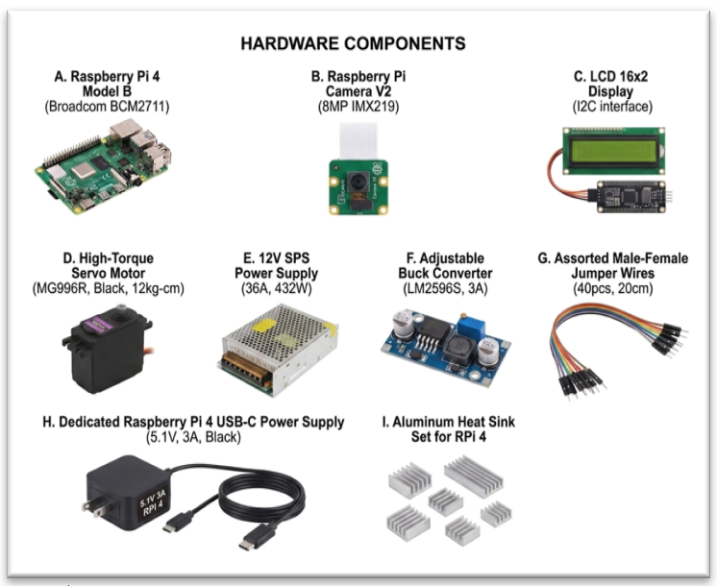 HARDWARE COMPONENTS
A. Raspberry Pi 4
Model B
(Broadcom BCM2711)
B. Raspberry Pi
Camera V2
(8MP IMX219)
C. LCD 16x2
Display
(I2C interface)
D. High-Torque
Servo Motor
(MG996R, Black, 12kg-cm)
E. 12V SPS
Power Supply
(36A, 432W)
F. Adjustable
Buck Converter
(LM2596S, 3A)
G. Assorted Male-Female
Jumper Wires
(40pcs, 20cm)
H. Dedicated Raspberry Pi 4 USB-C Power Supply
(5.1V, 3A, Black)
5.1V 3A
RPI 4
I. Aluminum Heat Sink
Set for RPi 4